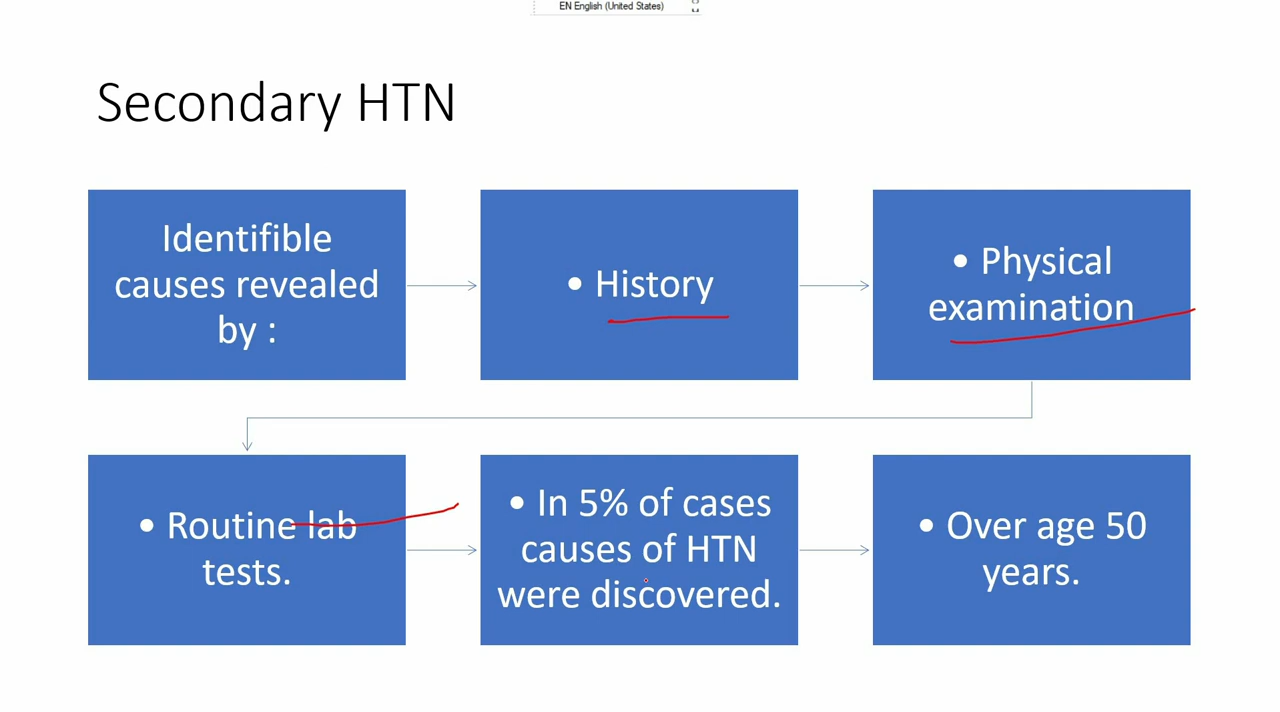 EN English (United States)
Secondary HTN
Identifible
causes revealed
by :
• History
• Physical
examination
• Routine lab
tests.
• In 5% of cases
causes of HTN
were discovered.
• Over age 50
years.